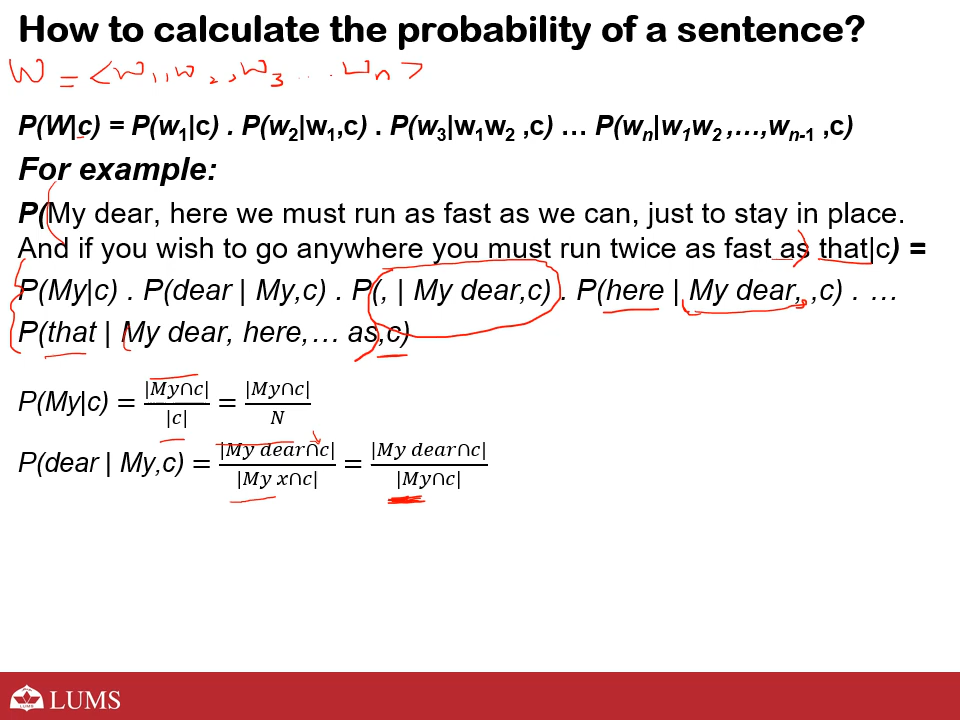 How to calculate the probability of a sentence?
W = <w1, w2, w3 ... wn>
P(W|c) = P(w1|c) . P(w2|w1,c) . P(w3|w1w2 ,c) … P(wn|w1w2 ,…,wn-1 ,c)
For example:
P(My dear, here we must run as fast as we can, just to stay in place.
And if you wish to go anywhere you must run twice as fast as that|c) =
P(My|c) . P(dear | My,c) . P(, | My dear,c) . P(here | My dear, ,c) . …
P(that | My dear, here,… as,c)
P(My|c) = |My∩c| / |c| = |My∩c| / N
P(dear | My,c) = |My dear∩c| / |My x∩c| = |My dear∩c| / |My∩c|
LUMS